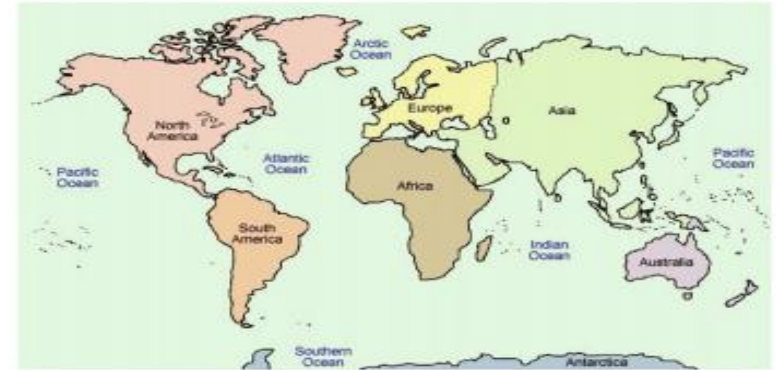 Arctic
Ocean
Europe
Asia
North
America
Atlantic
Ocean
Pacific
Ocean
Pacific
Ocean
Africa
South
America
Indian
Ocean
Australia
Southern
Ocean
Antarctica